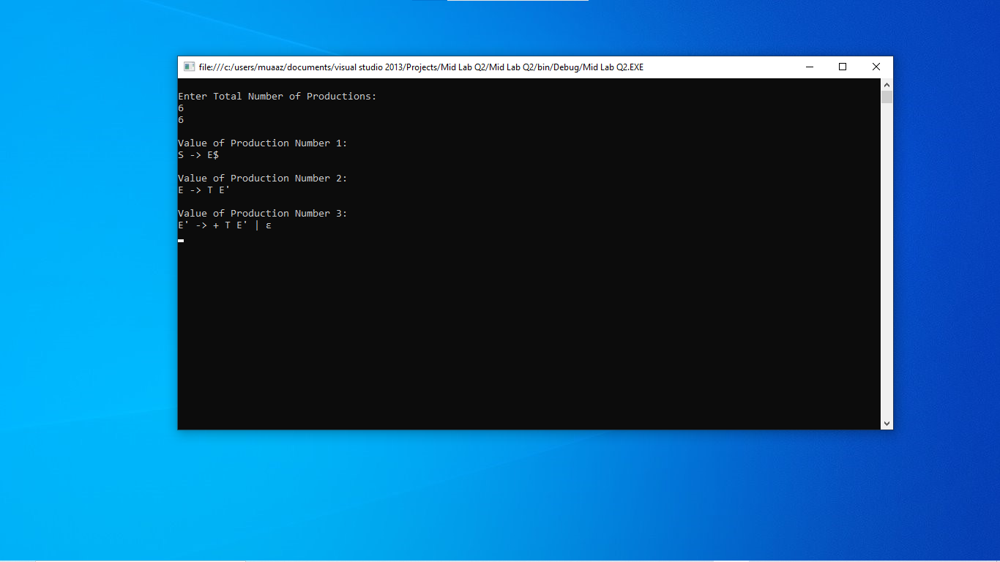 file:///c:/users/muaaz/documents/visual studio 2013/Projects/Mid Lab Q2/Mid Lab Q2/bin/Debug/Mid Lab Q2.EXE
Enter Total Number of Productions:
6
6
Value of Production Number 1:
S -> E$
Value of Production Number 2:
E -> T E'
Value of Production Number 3:
E' -> + T E' | ε